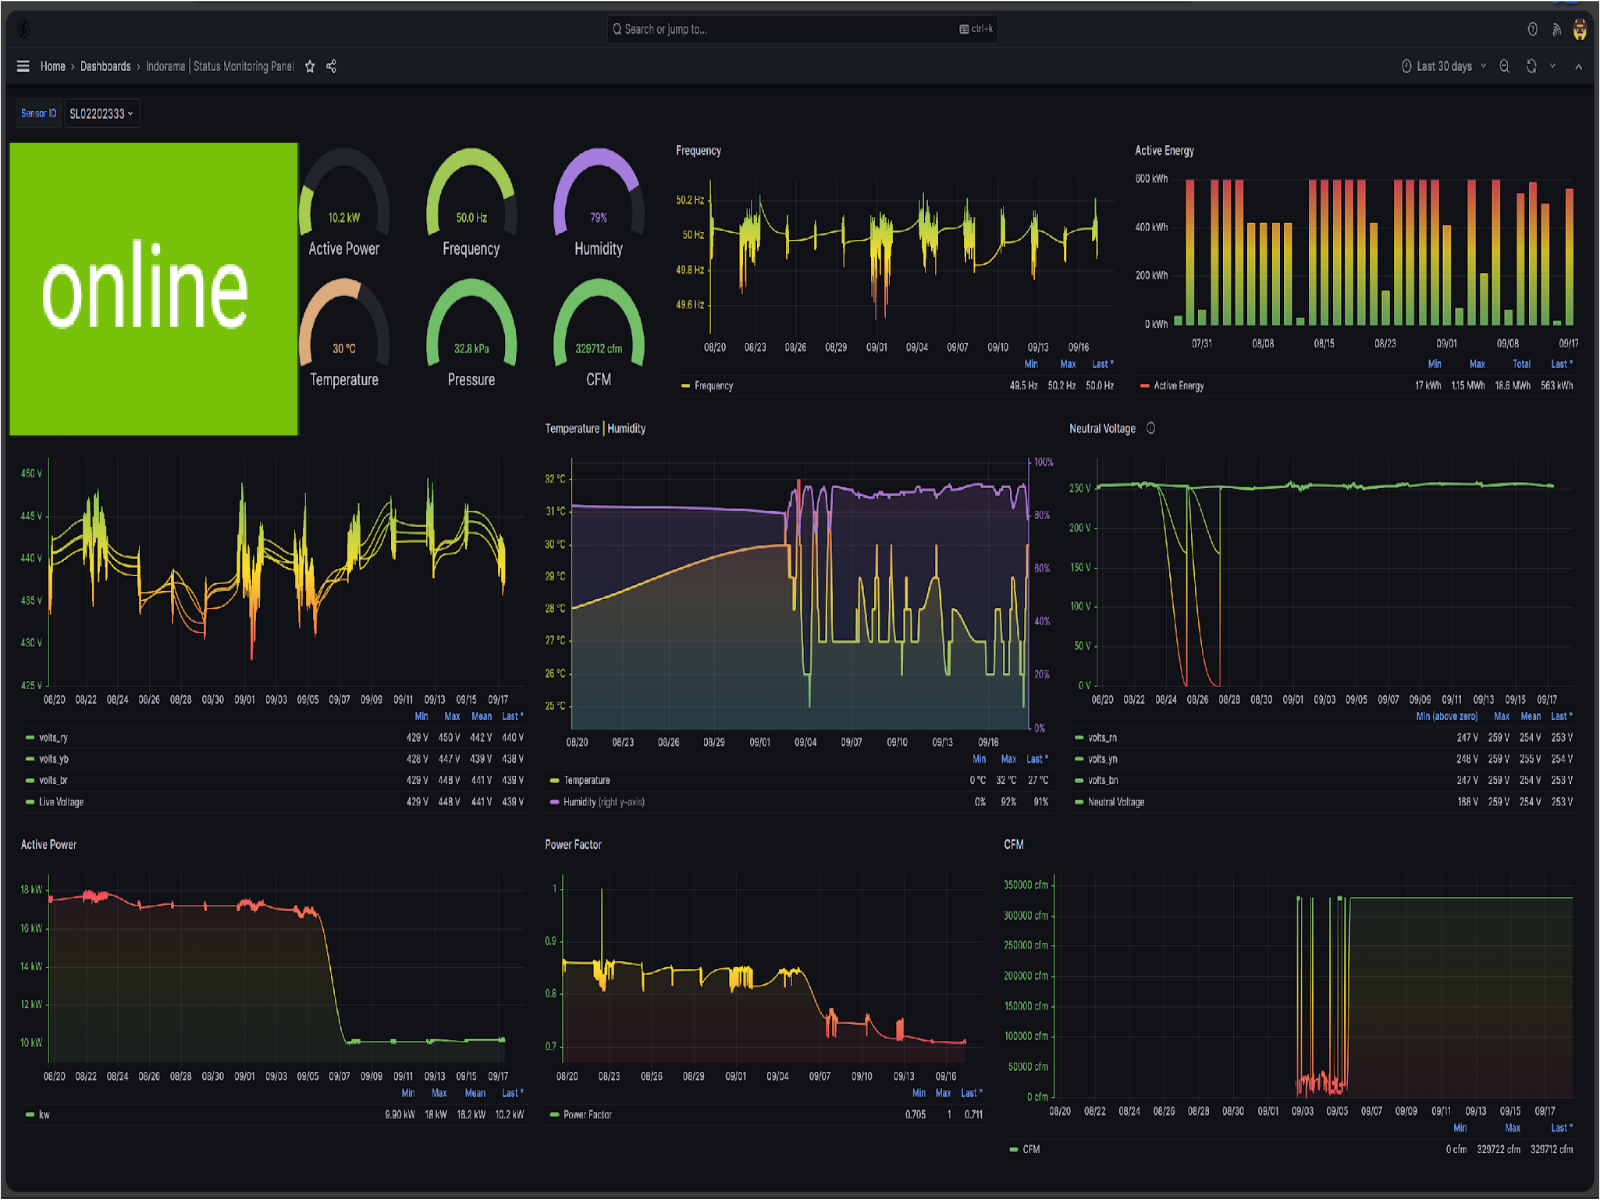 Search or jump to... ctrl+k
Home › Dashboards › Indorama | Status Monitoring Panel
Last 30 days
Sensor ID SL02202333
online
10.2 kW
Active Power
50.0 Hz
Frequency
79%
Humidity
30 °C
Temperature
32.8 kPa
Pressure
329712 cfm
CFM
Frequency
50.2 Hz
50 Hz
49.8 Hz
49.6 Hz
08/20 08/23 08/26 08/29 09/01 09/04 09/07 09/10 09/13 09/16
Min Max Last *
Frequency 49.5 Hz 50.2 Hz 50.0 Hz
Active Energy
600 kWh
400 kWh
200 kWh
0 kWh
07/31 08/08 08/15 08/23 09/01 09/08 09/17
Min Max Total Last *
Active Energy 17 kWh 1.15 MWh 18.6 MWh 563 kWh
450 V
445 V
440 V
435 V
430 V
425 V
08/20 08/22 08/24 08/26 08/28 08/30 09/01 09/03 09/05 09/07 09/09 09/11 09/13 09/15 09/17
Min Max Mean Last *
volts_ry 429 V 450 V 442 V 440 V
volts_yb 428 V 447 V 439 V 438 V
volts_br 429 V 448 V 441 V 439 V
Live Voltage 429 V 448 V 441 V 439 V
Temperature | Humidity
32 °C
31 °C
30 °C
29 °C
28 °C
27 °C
26 °C
25 °C
100%
80%
60%
40%
20%
0%
08/20 08/23 08/26 08/29 09/01 09/04 09/07 09/10 09/13 09/16
Min Max Last *
Temperature 0 °C 32 °C 27 °C
Humidity (right y-axis) 0% 92% 91%
Neutral Voltage
250 V
200 V
150 V
100 V
50 V
0 V
08/20 08/22 08/24 08/26 08/28 08/30 09/01 09/03 09/05 09/07 09/09 09/11 09/13 09/15 09/17
Min (above zero) Max Mean Last *
volts_rn 247 V 259 V 254 V 253 V
volts_yn 248 V 259 V 255 V 254 V
volts_bn 247 V 259 V 254 V 253 V
Neutral Voltage 188 V 259 V 254 V 253 V
Active Power
18 kW
16 kW
14 kW
12 kW
10 kW
08/20 08/22 08/24 08/26 08/28 08/30 09/01 09/03 09/05 09/07 09/09 09/11 09/13 09/15 09/17
Min Max Mean Last *
kw 9.90 kW 18 kW 18.2 kW 10.2 kW
Power Factor
1
0.9
0.8
0.7
08/20 08/23 08/26 08/29 09/01 09/04 09/07 09/10 09/13 09/16
Min Max Last *
Power Factor 0.705 1 0.711
CFM
350000 cfm
300000 cfm
250000 cfm
200000 cfm
150000 cfm
100000 cfm
50000 cfm
0 cfm
08/20 08/22 08/24 08/26 08/28 08/30 09/01 09/03 09/05 09/07 09/09 09/11 09/13 09/15 09/17
Min Max Last *
CFM 0 cfm 329722 cfm 329712 cfm